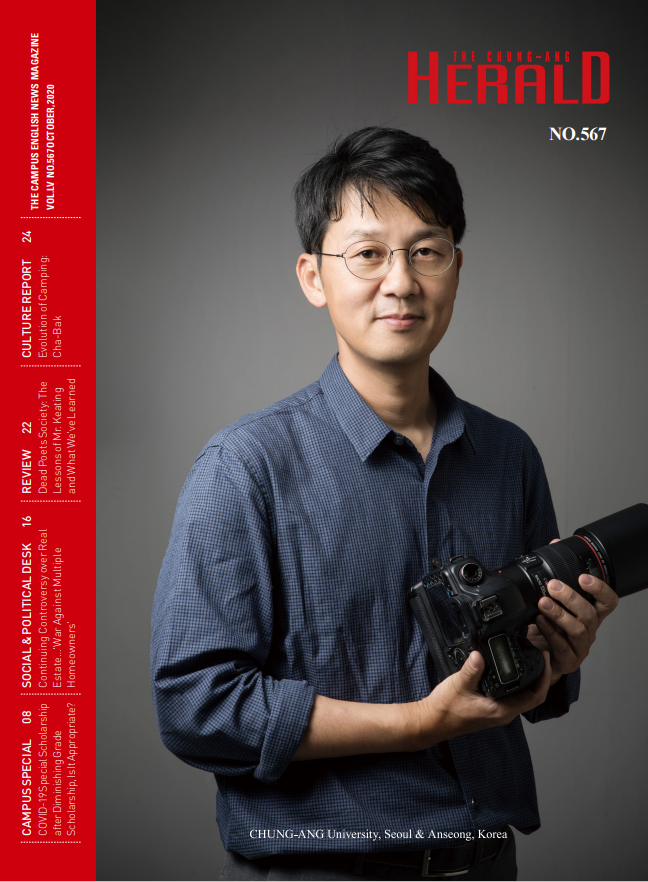 THE CHUNG-ANG
HERALD
NO.567
THE CAMPUS ENGLISH NEWS MAGAZINE
VOL.LV NO.567OCTOBER,2020
CULTURE REPORT 24
Evolution of Camping:
Cha-Bak
REVIEW 22
Dead Poets Society: The
Lessons of Mr. Keating
and What We've Learned
SOCIAL & POLITICAL DESK 16
Continuing Controversy over Real
Estate...'War Against Multiple
Homeowners'
CAMPUS SPECIAL 08
COVID-19 Special Scholarship
after Diminishing Grade
Scholarship, Is It Appropriate?
CHUNG-ANG University, Seoul & Anseong, Korea